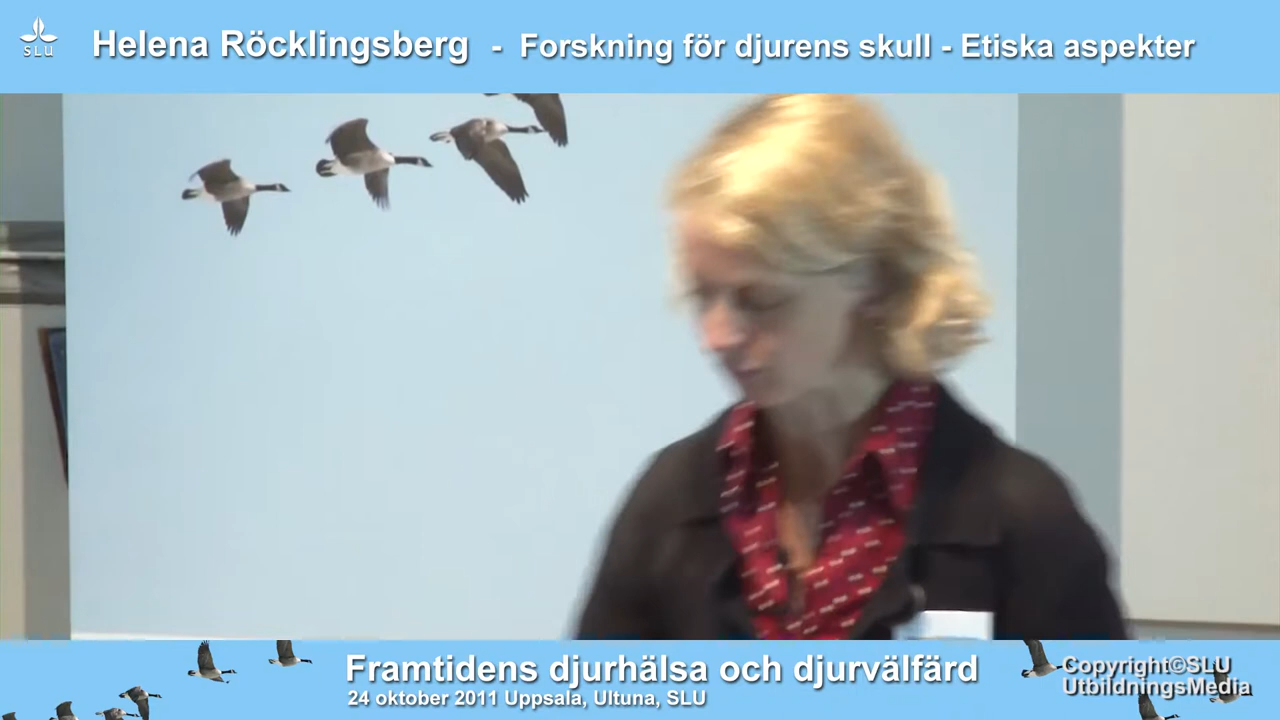 SLU
Helena Röcklingsberg - Forskning för djurens skull - Etiska aspekter
Framtidens djurhälsa och djurvälfärd
24 oktober 2011 Uppsala, Ultuna, SLU
Copyright©SLU
UtbildningsMedia